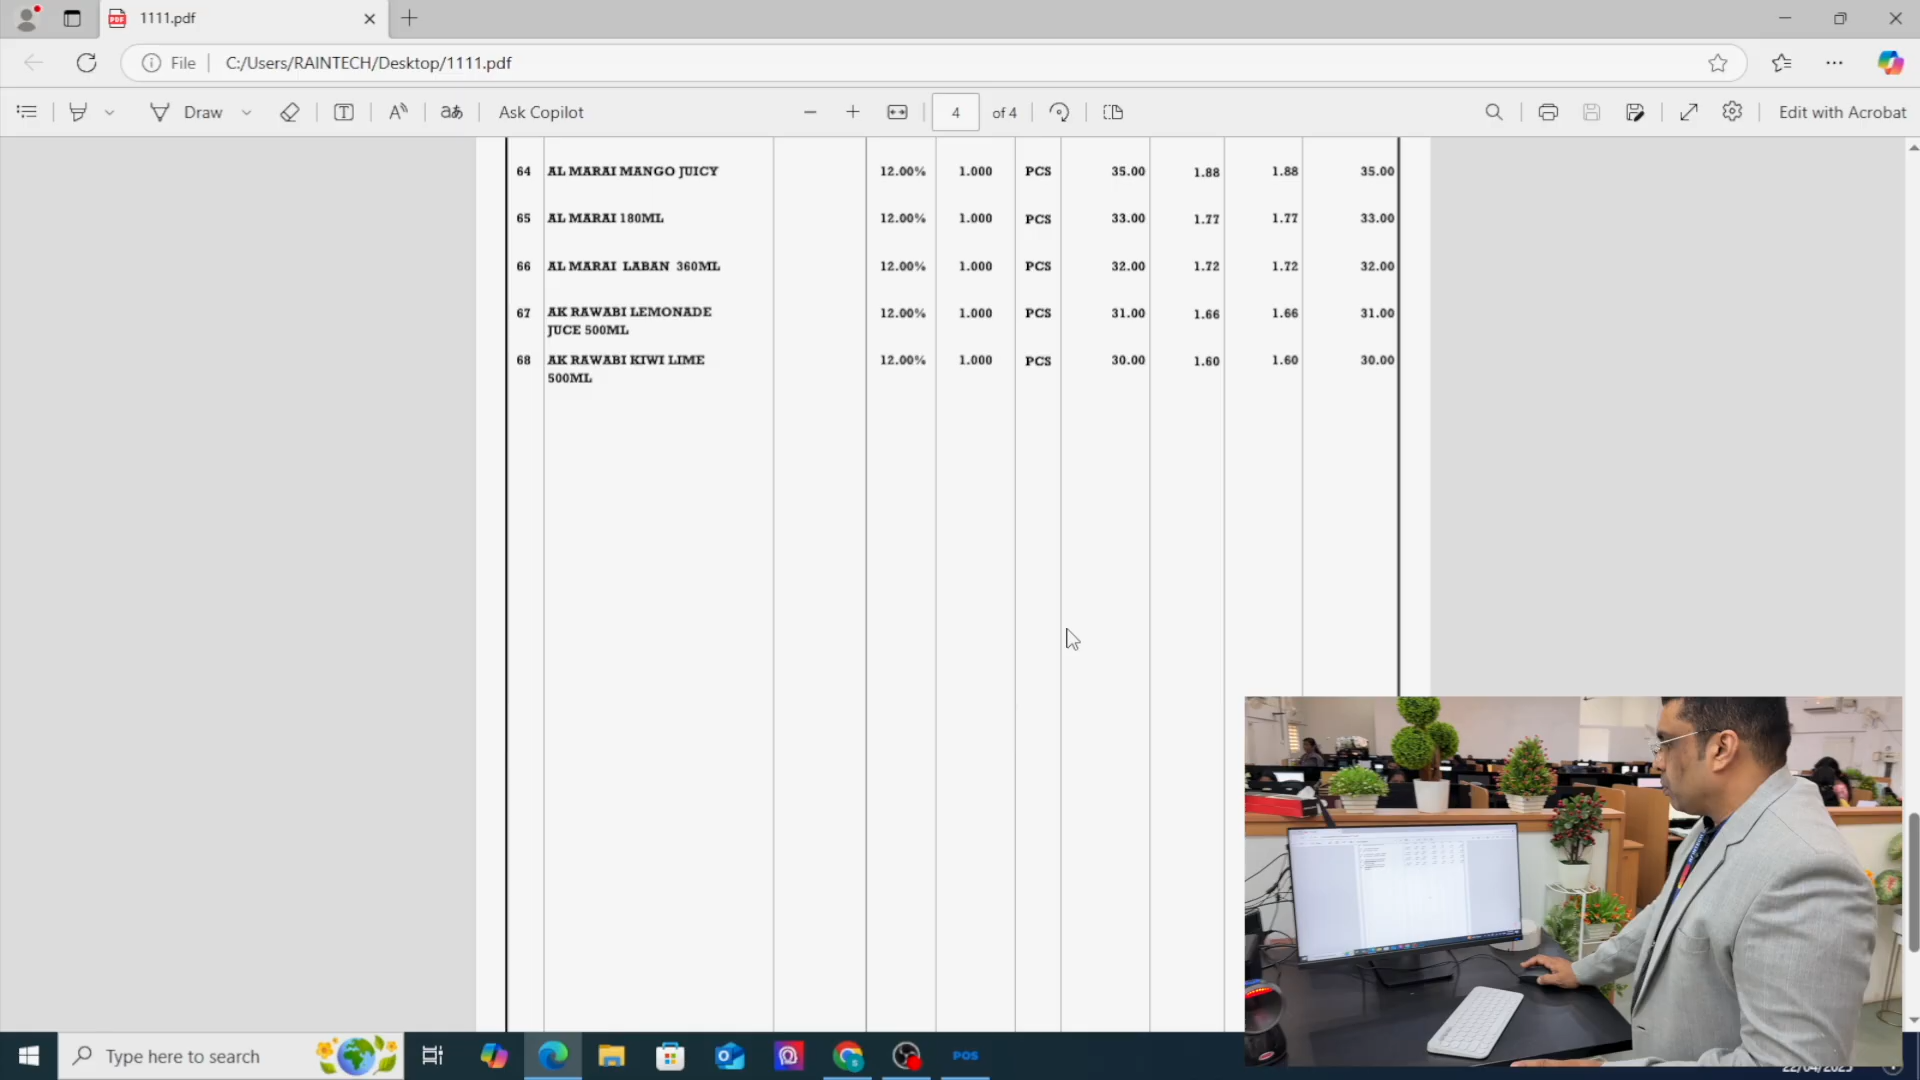 1111.pdf
File
C:/Users/RAINTECH/Desktop/1111.pdf
Draw
Ask Copilot
4
of 4
Edit with Acrobat
64 AL MARAI MANGO JUICY 12.00% 1.000 PCS 35.00 1.88 1.88 35.00
65 AL MARAI 180ML 12.00% 1.000 PCS 33.00 1.77 1.77 33.00
66 AL MARAI LABAN 360ML 12.00% 1.000 PCS 32.00 1.72 1.72 32.00
67 AK RAWABI LEMONADE 12.00% 1.000 PCS 31.00 1.66 1.66 31.00
JUCE 500ML
68 AK RAWABI KIWI LIME 12.00% 1.000 PCS 30.00 1.60 1.60 30.00
500ML
Type here to search
POS